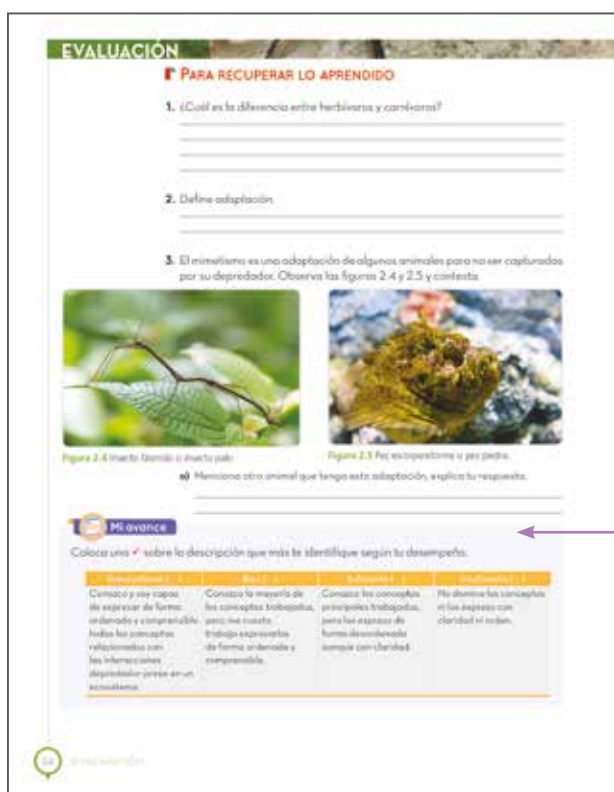 EVALUACIÓN
PARA RECUPERAR LO APRENDIDO
1. ¿Cuál es la diferencia entre herbívoros y carnívoros?
2. Define adaptación.
3. El mimetismo es una adaptación de algunos animales para no ser capturados
por su depredador. Observa las figuras 2.4 y 2.5 y contesta.
Figura 2.4 Insecto fásmido o insecto palo.
Figura 2.5 Pez escorpeniforme o pez piedra.
a) Menciona otro animal que tenga esta adaptación, explica tu respuesta.
Mi avance
Coloca una ✓ sobre la descripción que más te identifique según tu desempeño.
Conozco y soy capaz
de expresar de forma
ordenada y comprensible
todos los conceptos
relacionados con
las interacciones
depredador-presa en un
ecosistema.
Conozco la mayoría de
los conceptos trabajados,
pero me cuesta
trabajo expresarlos
de forma ordenada y
comprensible.
Conozco los conceptos
principales trabajados,
pero los expreso de
forma desordenada
aunque con claridad.
No domino los conceptos
ni los expreso con
claridad ni orden.
EVALUACIÓN